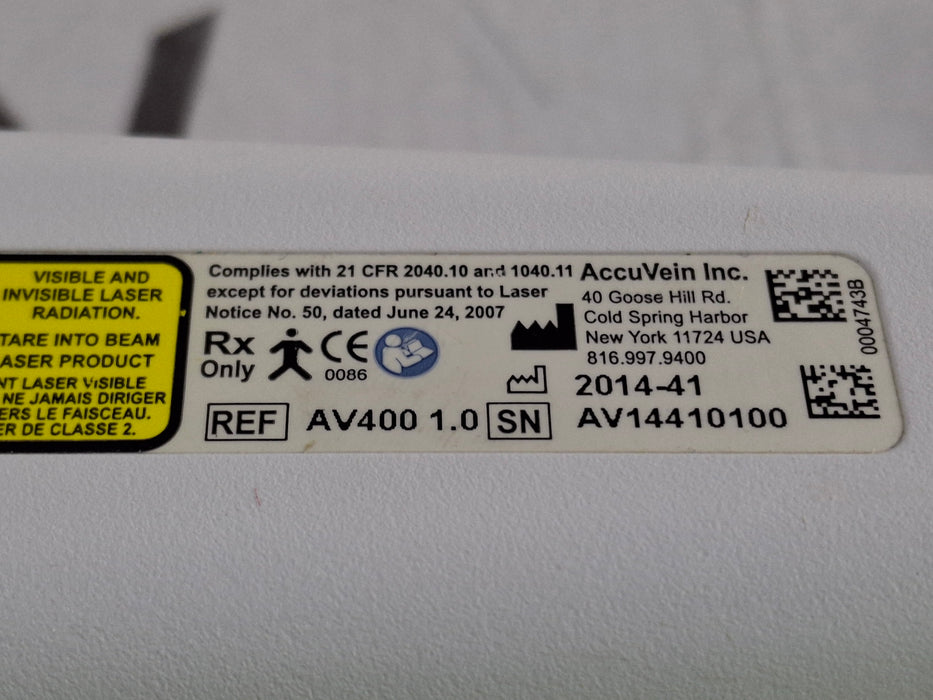 VISIBLE AND
INVISIBLE LASER
RADIATION.
TARE INTO BEAM
ASER PRODUCT
NT LASER VISIBLE
NE JAMAIS DIRIGER
ERS LE FAISCEAU.
ER DE CLASSE 2.
Complies with 21 CFR 2040.10 and 1040.11
except for deviations pursuant to Laser
Notice No. 50, dated June 24, 2007
Rx
Only
CE
0086
REF AV400 1.0
AccuVein Inc.
40 Goose Hill Rd.
Cold Spring Harbor
New York 11724 USA
816.997.9400
2014-41
SN AV14410100
0004743B